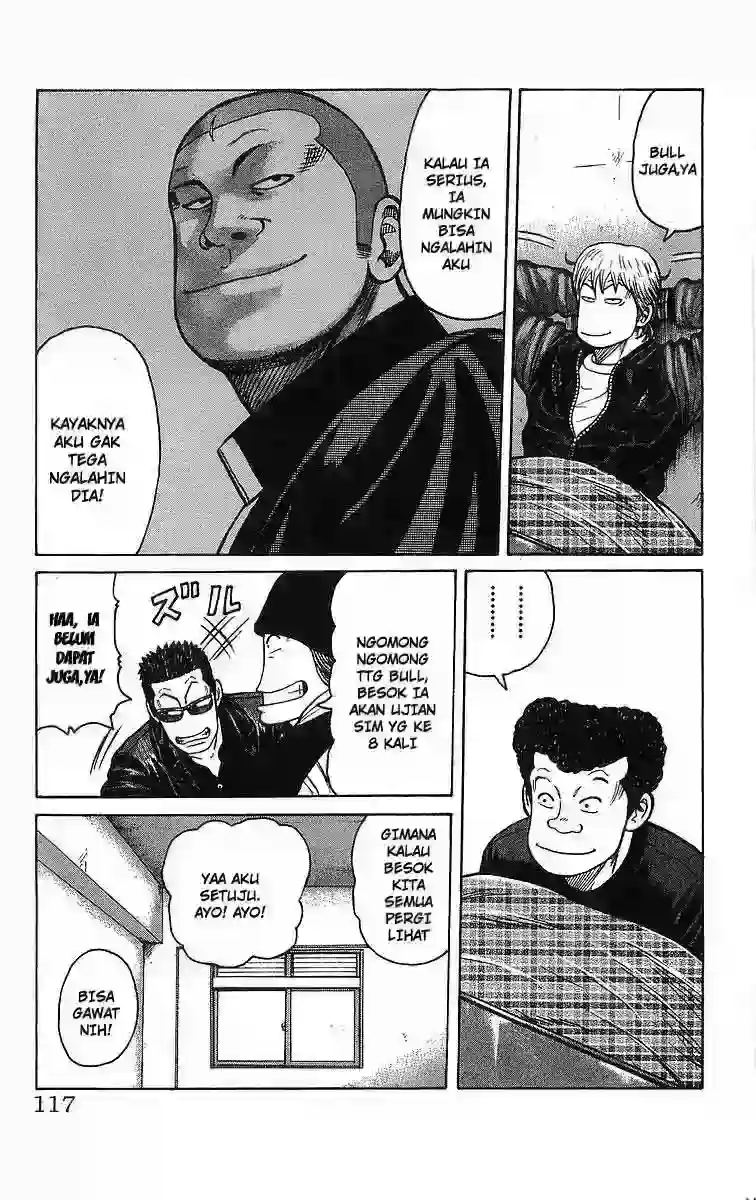 BULL
JUGA,YA
KALAU IA
SERIUS,
IA
MUNGKIN
BISA
NGALAHIN
AKU
KAYAKNYA
AKU GAK
TEGA
NGALAHIN
DIA!
..........
..........
ズズル
NGOMONG
NGOMONG
TTG BULL,
BESOK IA
AKAN UJIAN
SIM YG KE
8 KALI
HAA, IA
BELUM
DAPAT
JUGA,YA!
GIMANA
KALAU
BESOK
KITA
SEMUA
PERGI
LIHAT
YAA AKU
SETUJU.
AYO! AYO!
BISA
GAWAT
NIH!
117